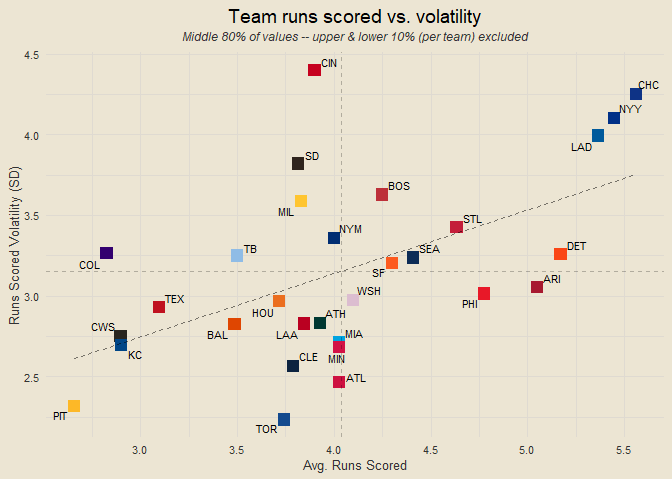 Team runs scored vs. volatility
Middle 80% of values -- upper & lower 10% (per team) excluded
4.5
CIN
CHC
NYY
4.0
LAD
SD
BOS
MIL
3.5
STL
NYM
TB
SEA
DET
COL
SF
ARI
WSH
3.0
TEX
PHI
HOU
ATH
CWS
BAL
LAA
MIA
KC
MIN
CLE
2.5
ATL
PIT
TOR
3.0
3.5
4.0
4.5
5.0
5.5
Avg. Runs Scored
Runs Scored Volatility (SD)